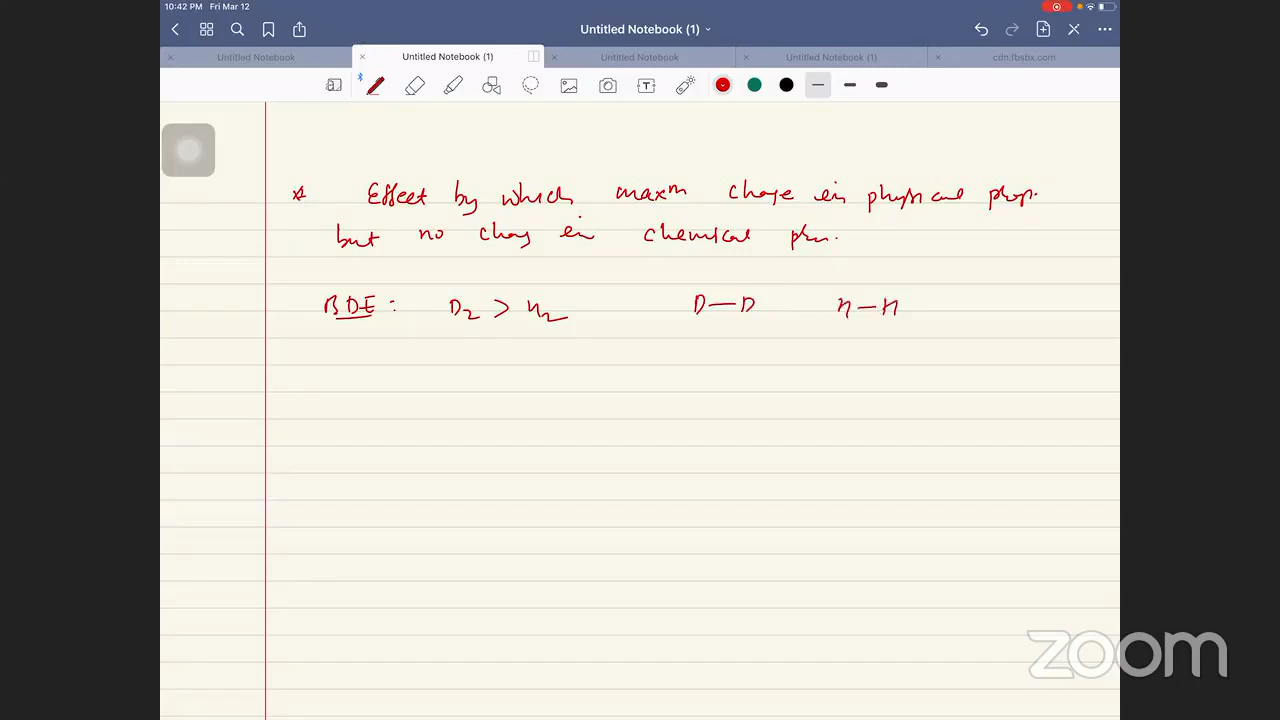 10:42 PM Fri Mar 12
Untitled Notebook (1)
Untitled Notebook
Untitled Notebook (1)
Untitled Notebook
Untitled Notebook (1)
cdn.fbsbx.com
* Effect by which maxm change in physical prop.
but no chang in chemical
BDE : D2 > H2 D—D H—H
zoom